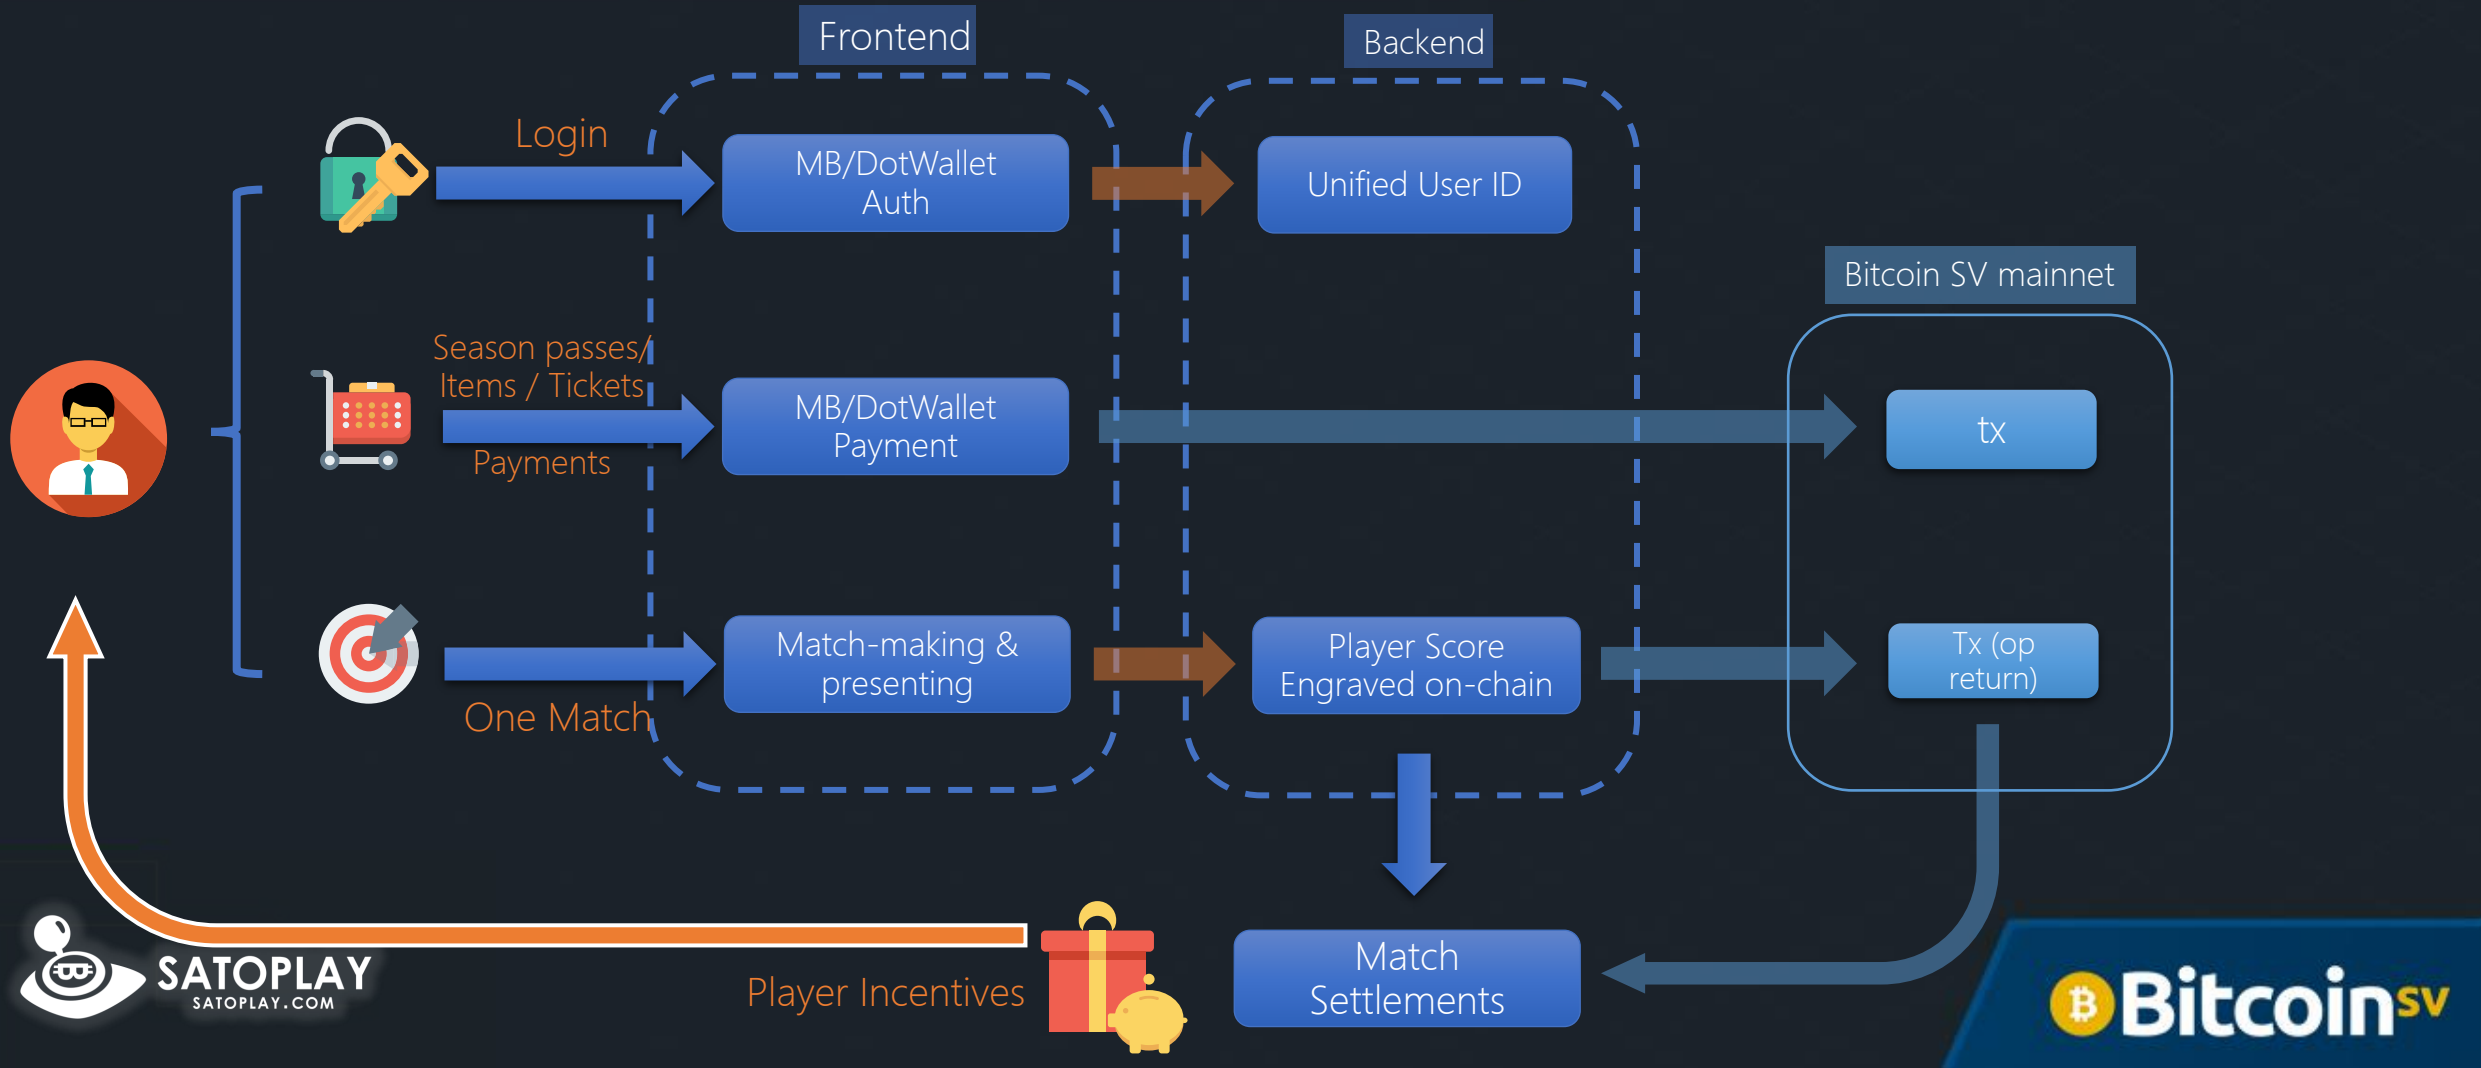 Frontend
Backend
Login
MB/DotWallet
Auth
Unified User ID
Bitcoin SV mainnet
Season passes/
Items / Tickets
Payments
MB/DotWallet
Payment
tx
One Match
Match-making &
presenting
Player Score
Engraved on-chain
Tx (op
return)
Match
Settlements
Player Incentives
SATOPLAY
SATOPLAY.COM
Bitcoin SV